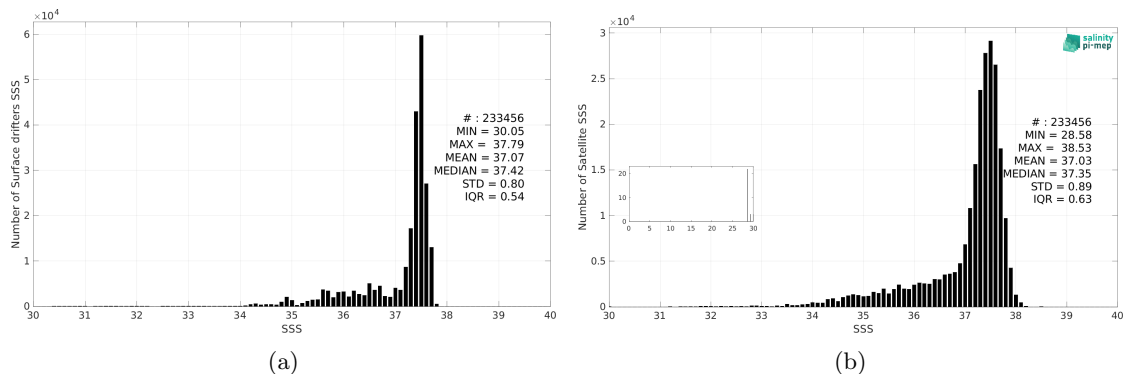 ×10⁴
6
5
4
3
2
1
0
Number of Surface drifters SSS
# : 233456
MIN = 30.05
MAX = 37.79
MEAN = 37.07
MEDIAN = 37.42
STD = 0.80
IQR = 0.54
30 31 32 33 34 35 36 37 38 39 40
SSS
(a)
×10⁴
3
2.5
2
1.5
1
0.5
0
Number of Satellite SSS
salinity
pi-mep
# : 233456
MIN = 28.58
MAX = 38.53
MEAN = 37.03
MEDIAN = 37.35
STD = 0.89
IQR = 0.63
20
10
0
0 5 10 15 20 25 30
30 31 32 33 34 35 36 37 38 39 40
SSS
(b)